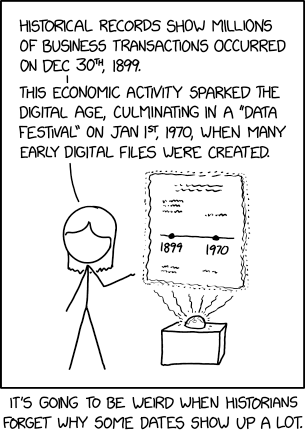 HISTORICAL RECORDS SHOW MILLIONS
OF BUSINESS TRANSACTIONS OCCURRED
ON DEC 30TH, 1899.
THIS ECONOMIC ACTIVITY SPARKED THE
DIGITAL AGE, CULMINATING IN A "DATA
FESTIVAL" ON JAN 1ST, 1970, WHEN MANY
EARLY DIGITAL FILES WERE CREATED.
1899 1970
IT'S GOING TO BE WEIRD WHEN HISTORIANS
FORGET WHY SOME DATES SHOW UP A LOT.